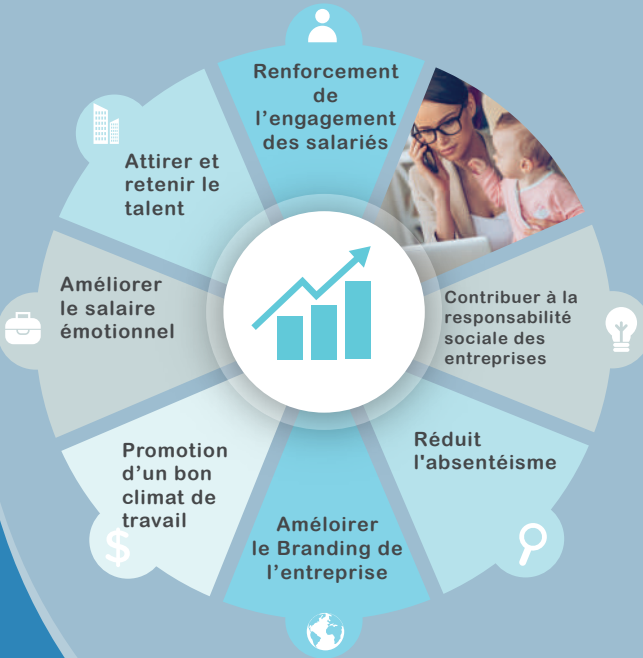 Renforcement
de
l’engagement
des salariés
Attirer et
retenir le
talent
Améliorer
le salaire
émotionnel
Contribuer à la
responsabilité
sociale des
entreprises
Promotion
d’un bon
climat de
travail
Réduit
l'absentéisme
Améloirer
le Branding de
l’entreprise
$